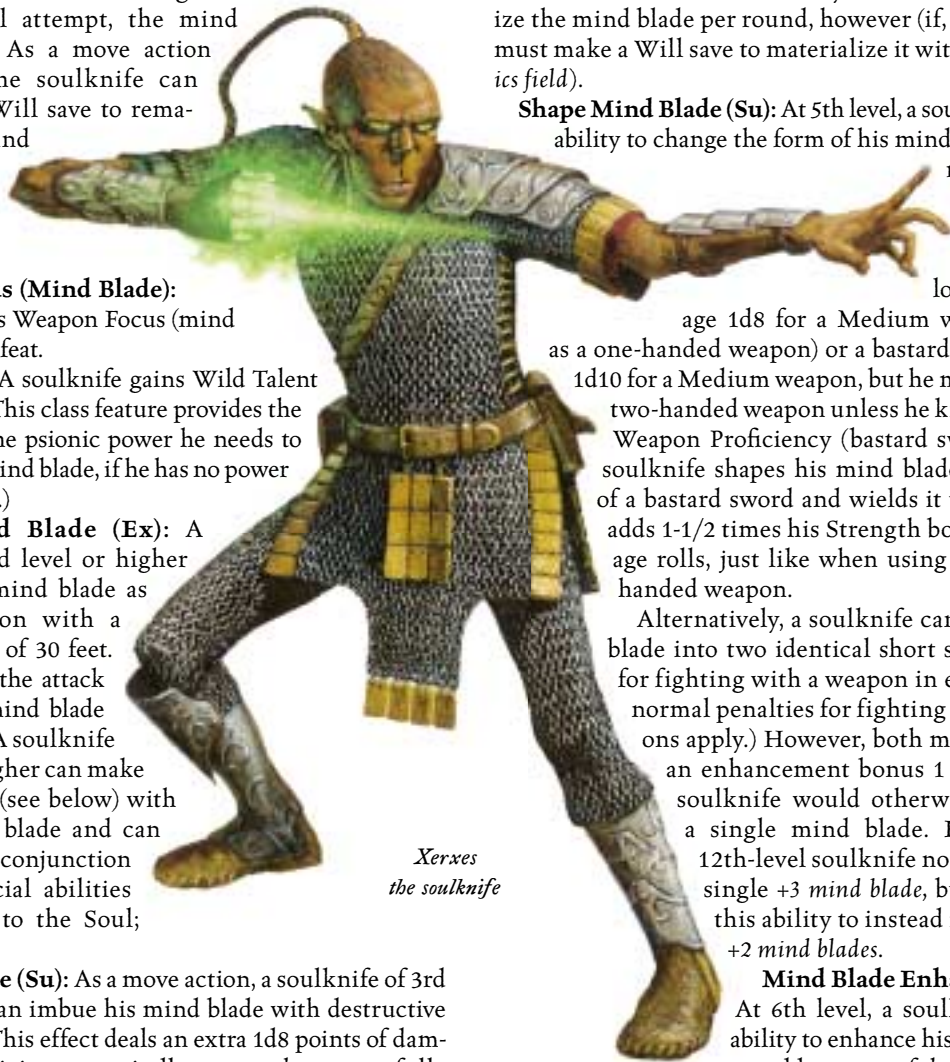 l attempt, the mind
As a move action
he soulknife can
Will save to rema-
nd
s (Mind Blade):
s Weapon Focus (mind
feat.
A soulknife gains Wild Talent
This class feature provides the
ne psionic power he needs to
ind blade, if he has no power
.)
d Blade (Ex): A
d level or higher
mind blade as
on with a
of 30 feet.
the attack
mind blade
A soulknife
gher can make
(see below) with
blade and can
conjunction
cial abilities
to the Soul;
e (Su): As a move action, a soulknife of 3rd
an imbue his mind blade with destructive
This effect deals an extra 1d8 points of dam-
Xerxes
the soulknife
ize the mind blade per round, however (if,
must make a Will save to materialize it wit
ics field).
Shape Mind Blade (Su): At 5th level, a sou
ability to change the form of his mind
lo
age 1d8 for a Medium w
as a one-handed weapon) or a bastard
1d10 for a Medium weapon, but he m
two-handed weapon unless he k
Weapon Proficiency (bastard sw
soulknife shapes his mind blad
of a bastard sword and wields it
adds 1-1/2 times his Strength bo
age rolls, just like when using
handed weapon.
Alternatively, a soulknife can
blade into two identical short s
for fighting with a weapon in e
normal penalties for fighting
ons apply.) However, both m
an enhancement bonus 1
soulknife would otherw
a single mind blade.
12th-level soulknife no
single +3 mind blade, b
this ability to instead
+2 mind blades.
Mind Blade Enh
At 6th level, a soul
ability to enhance his